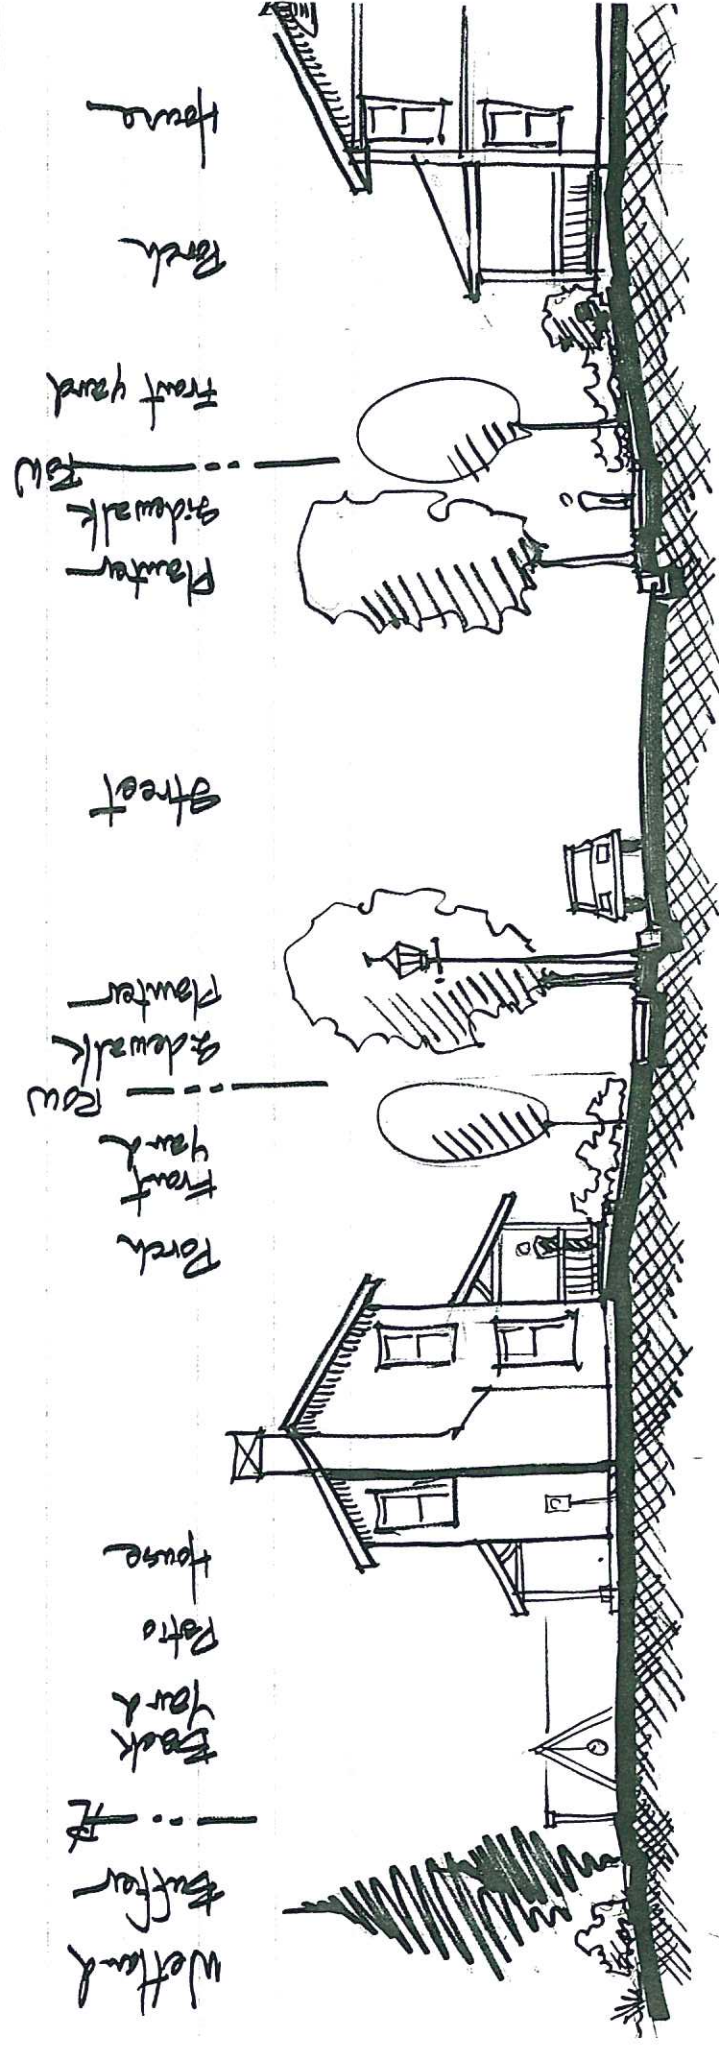 Wetland
Buffer
PL
Back
Yard
Patio
House
Porch
Front
Yard
ROW
Sidewalk
Planter
Street
Planter
Sidewalk
ROW
Front yard
Porch
House